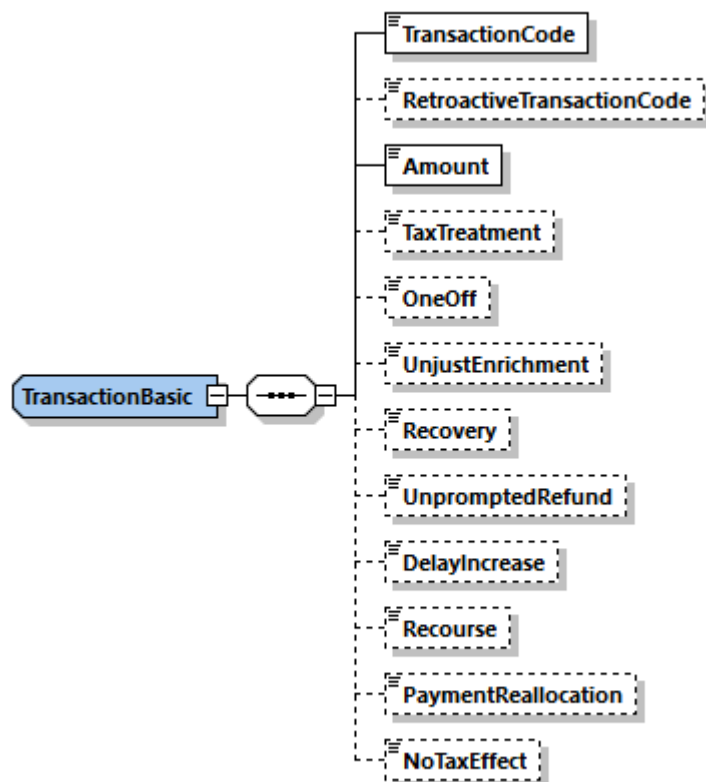 TransactionCode
RetroactiveTransactionCode
Amount
TaxTreatment
OneOff
UnjustEnrichment
TransactionBasic
Recovery
UnpromptedRefund
DelayIncrease
Recourse
PaymentReallocation
NoTaxEffect